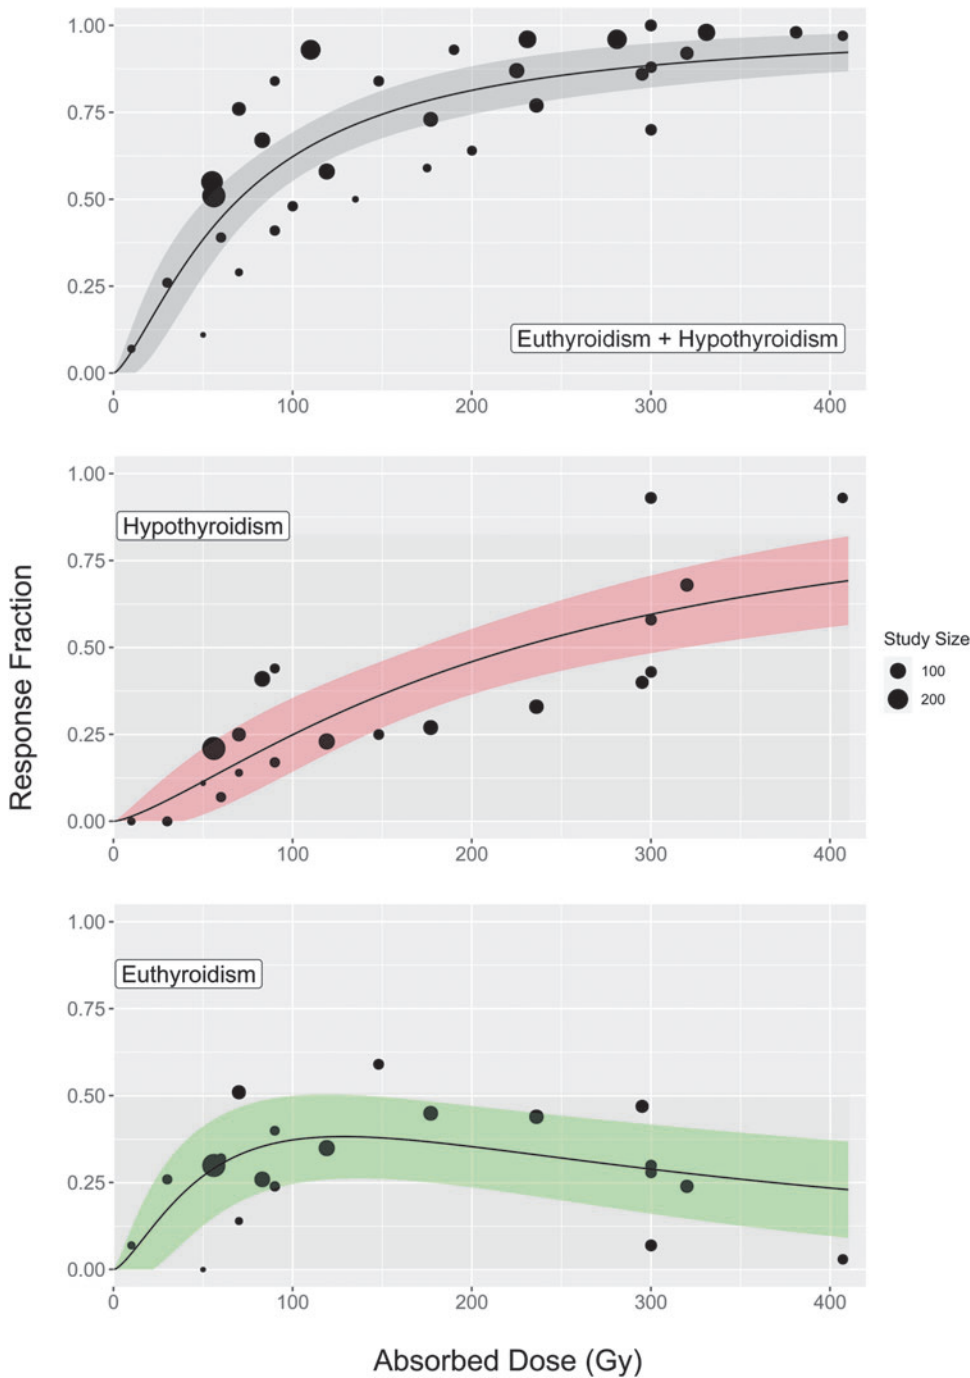 1.00
0.75
0.50
0.25
0.00
Euthyroidism + Hypothyroidism
0 100 200 300 400
1.00
Hypothyroidism
0.75
0.50
0.25
0.00
0 100 200 300 400
Response Fraction
Study Size
100
200
1.00
Euthyroidism
0.75
0.50
0.25
0.00
0 100 200 300 400
Absorbed Dose (Gy)